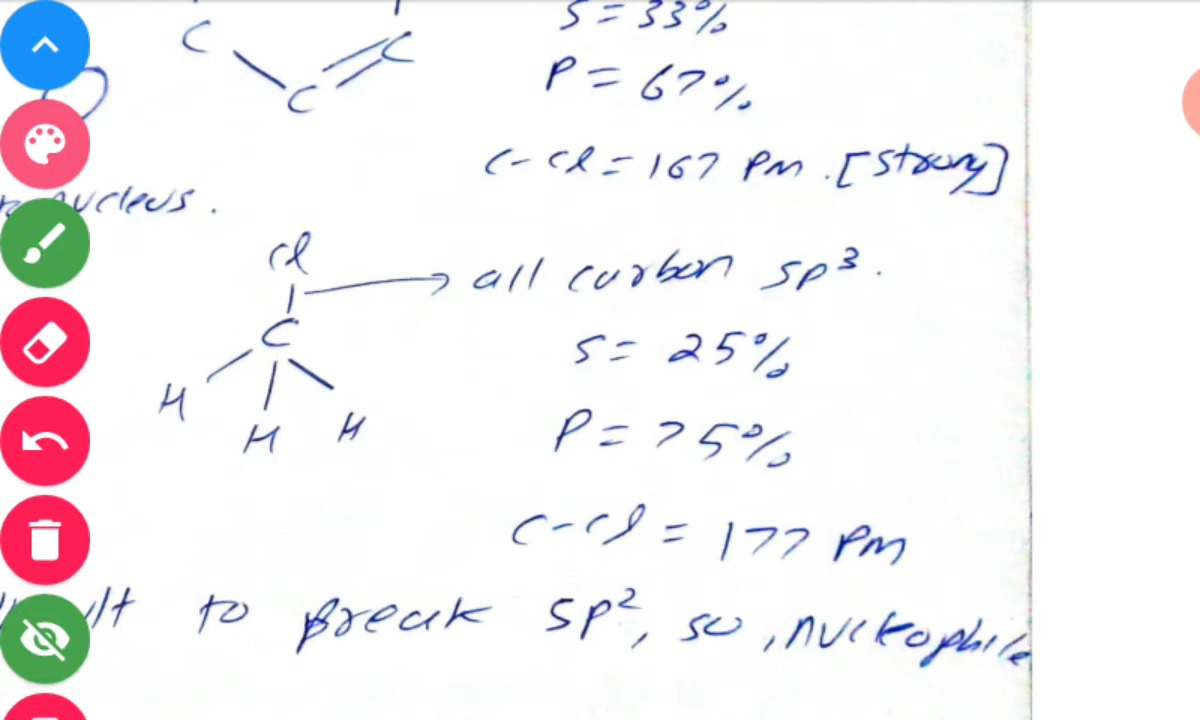 C
C
C
S = 33%
P = 67%
C-Cl = 167 Pm. [strong]
nucleus.
Cl
C
H
H
H
all carbon sp³.
S = 25%
P = 75%
C-Cl = 177 Pm
to break SP², so, nucleophile